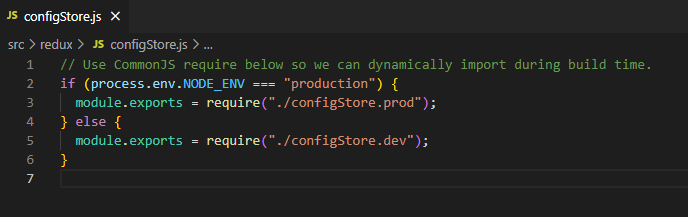 JS configStore.js ×
src > redux > JS configStore.js > ...
1 // Use CommonJS require below so we can dynamically import during build time.
2 if (process.env.NODE_ENV === "production") {
3   module.exports = require("./configStore.prod");
4 } else {
5   module.exports = require("./configStore.dev");
6 }
7